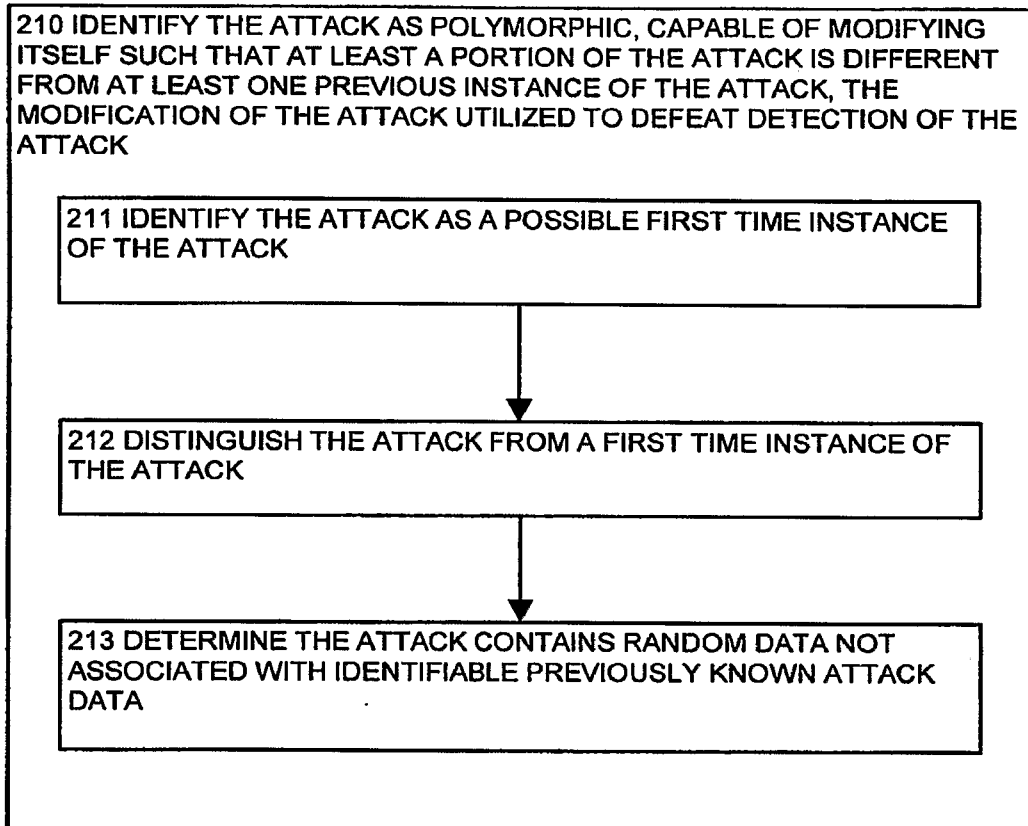 210 IDENTIFY THE ATTACK AS POLYMORPHIC, CAPABLE OF MODIFYING
ITSELF SUCH THAT AT LEAST A PORTION OF THE ATTACK IS DIFFERENT
FROM AT LEAST ONE PREVIOUS INSTANCE OF THE ATTACK, THE
MODIFICATION OF THE ATTACK UTILIZED TO DEFEAT DETECTION OF THE
ATTACK
211 IDENTIFY THE ATTACK AS A POSSIBLE FIRST TIME INSTANCE
OF THE ATTACK
212 DISTINGUISH THE ATTACK FROM A FIRST TIME INSTANCE OF
THE ATTACK
213 DETERMINE THE ATTACK CONTAINS RANDOM DATA NOT
ASSOCIATED WITH IDENTIFIABLE PREVIOUSLY KNOWN ATTACK
DATA